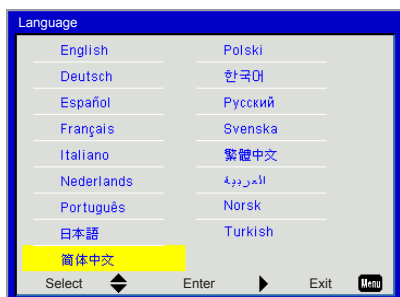 Language
English
Deutsch
Español
Français
Italiano
Nederlands
Português
日本語
简体中文
Polski
한국어
Русский
Svenska
繁體中文
العربية
Norsk
Turkish
Select Enter Exit Menu